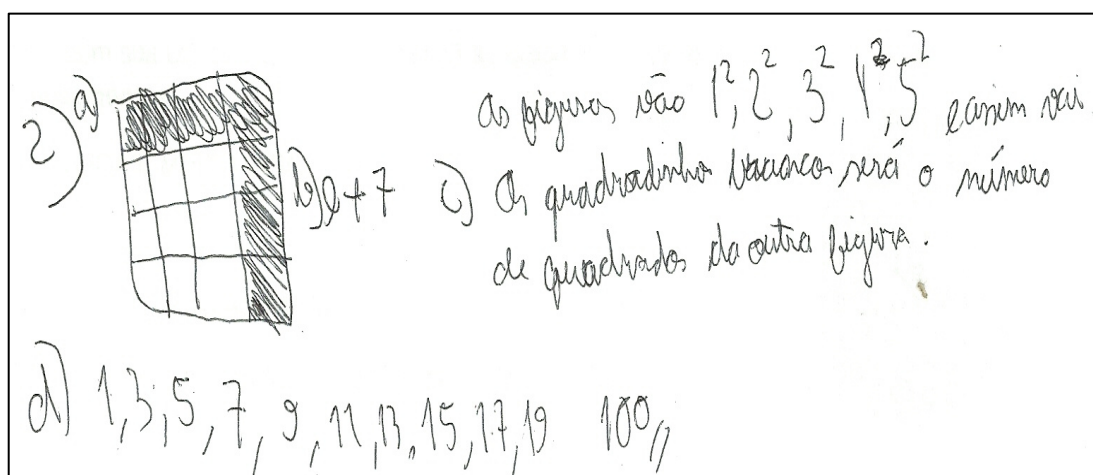 2) a)
b) 9 + 7
As figuras vão 1², 2², 3², 4², 5² e assim vai
c) Os quadradinhos brancos será o número
de quadrados da outra figura.
d) 1, 3, 5, 7, 9, 11, 13, 15, 17, 19 100,,